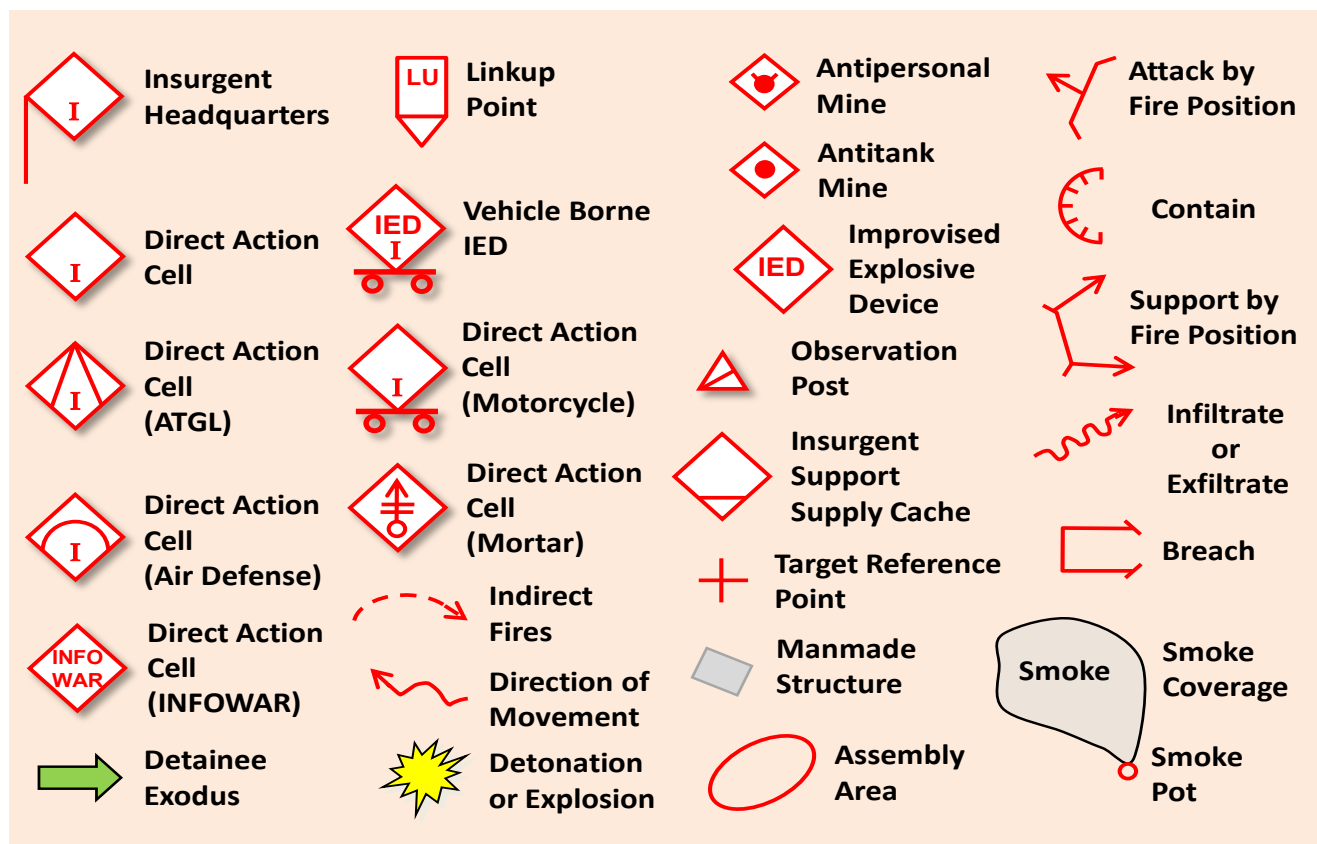 I
Insurgent
Headquarters
I
Direct Action
Cell
I
Direct Action
Cell
(ATGL)
I
Direct Action
Cell
(Air Defense)
INFO
WAR
Direct Action
Cell
(INFOWAR)
Detainee
Exodus
LU
Linkup
Point
IED
I
Vehicle Borne
IED
I
Direct Action
Cell
(Motorcycle)
Direct Action
Cell
(Mortar)
Indirect
Fires
Direction of
Movement
Detonation
or Explosion
Antipersonal
Mine
Antitank
Mine
IED
Improvised
Explosive
Device
Observation
Post
Insurgent
Support
Supply Cache
Target Reference
Point
Manmade
Structure
Assembly
Area
Attack by
Fire Position
Contain
Support by
Fire Position
Infiltrate
or
Exfiltrate
Breach
Smoke
Smoke
Coverage
Smoke
Pot